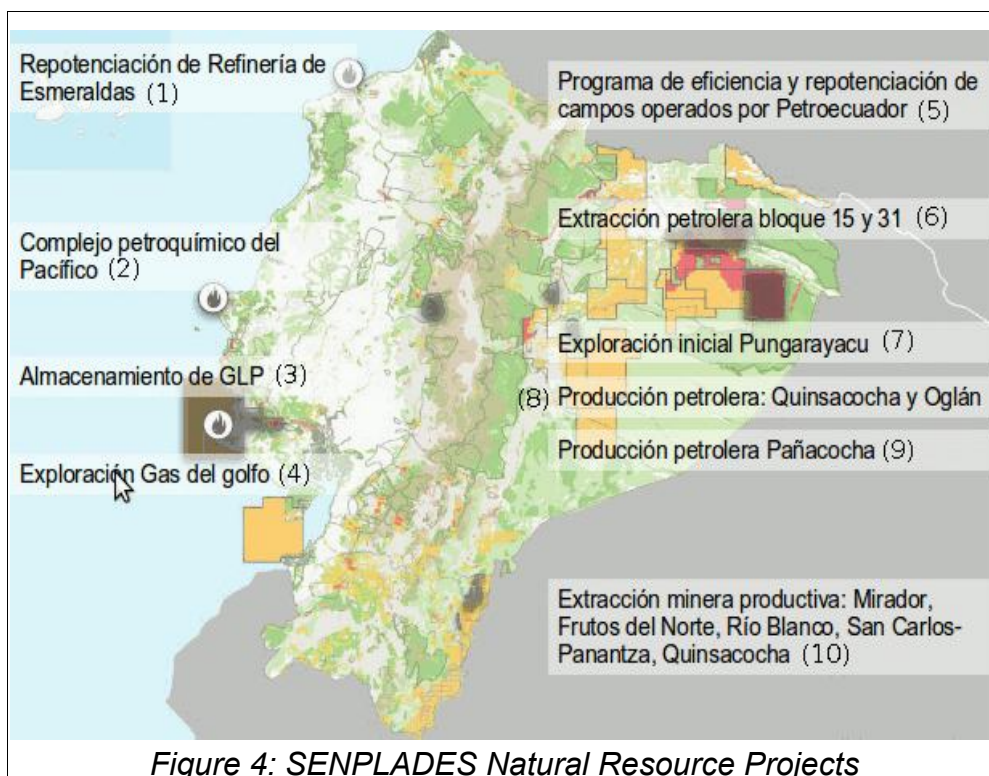 Repotenciación de Refinería de
Esmeraldas (1)
Complejo petroquímico del
Pacífico (2)
Almacenamiento de GLP (3)
Exploración Gas del golfo (4)
Programa de eficiencia y repotenciación de
campos operados por Petroecuador (5)
Extracción petrolera bloque 15 y 31 (6)
Exploración inicial Pungarayacu (7)
(8) Producción petrolera: Quinsacocha y Oglán
Producción petrolera Pañacocha (9)
Extracción minera productiva: Mirador,
Frutos del Norte, Río Blanco, San Carlos-
Panantza, Quinsacocha (10)
Figure 4: SENPLADES Natural Resource Projects